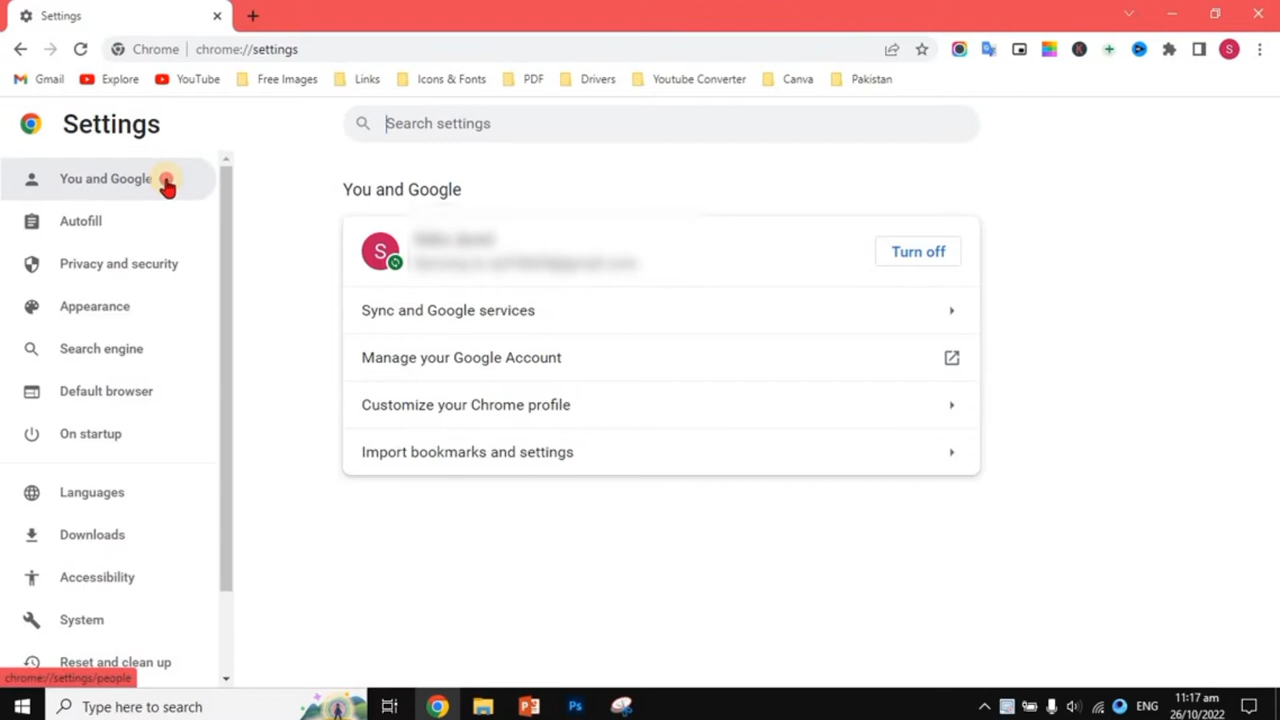 Settings
Chrome
chrome://settings
S
Gmail
Explore
YouTube
Free Images
Links
Icons & Fonts
PDF
Drivers
Youtube Converter
Canva
Pakistan
Settings
Search settings
You and Google
Autofill
Privacy and security
Appearance
Search engine
Default browser
On startup
Languages
Downloads
Accessibility
System
Reset and clean up
You and Google
S
Turn off
Sync and Google services
Manage your Google Account
Customize your Chrome profile
Import bookmarks and settings
chrome://settings/people
Type here to search
ENG
11:17 am
26/10/2022